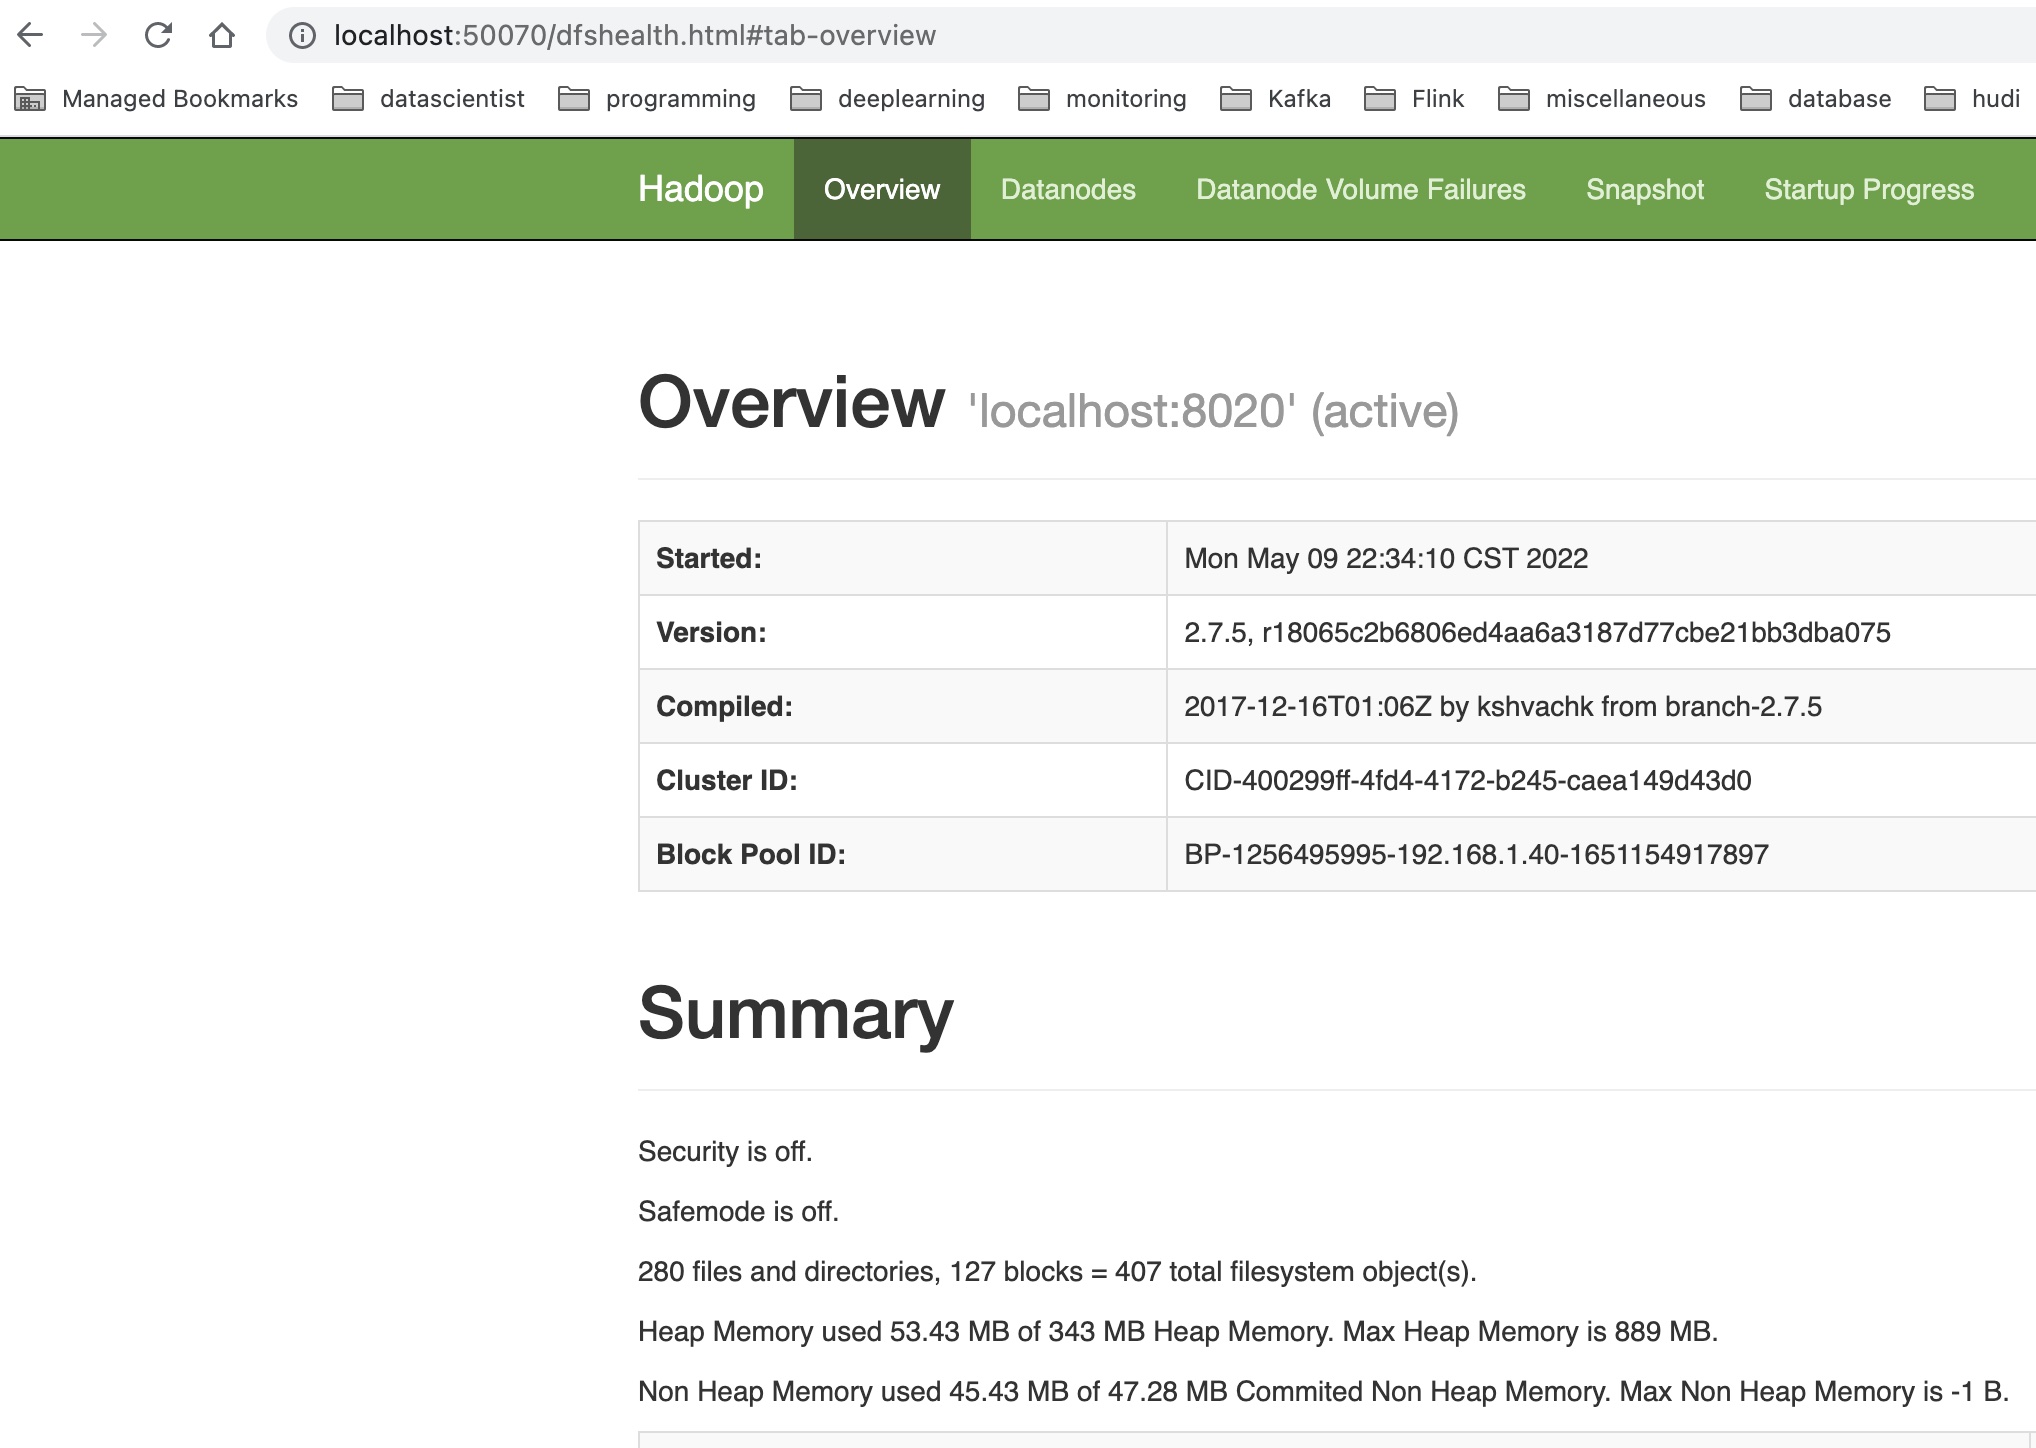 localhost:50070/dfshealth.html#tab-overview
Managed Bookmarks datascientist programming deeplearning monitoring Kafka Flink miscellaneous database hudi
Hadoop Overview Datanodes Datanode Volume Failures Snapshot Startup Progress
Overview 'localhost:8020' (active)
Started: Mon May 09 22:34:10 CST 2022
Version: 2.7.5, r18065c2b6806ed4aa6a3187d77cbe21bb3dba075
Compiled: 2017-12-16T01:06Z by kshvachk from branch-2.7.5
Cluster ID: CID-400299ff-4fd4-4172-b245-caea149d43d0
Block Pool ID: BP-1256495995-192.168.1.40-1651154917897
Summary
Security is off.
Safemode is off.
280 files and directories, 127 blocks = 407 total filesystem object(s).
Heap Memory used 53.43 MB of 343 MB Heap Memory. Max Heap Memory is 889 MB.
Non Heap Memory used 45.43 MB of 47.28 MB Commited Non Heap Memory. Max Non Heap Memory is -1 B.